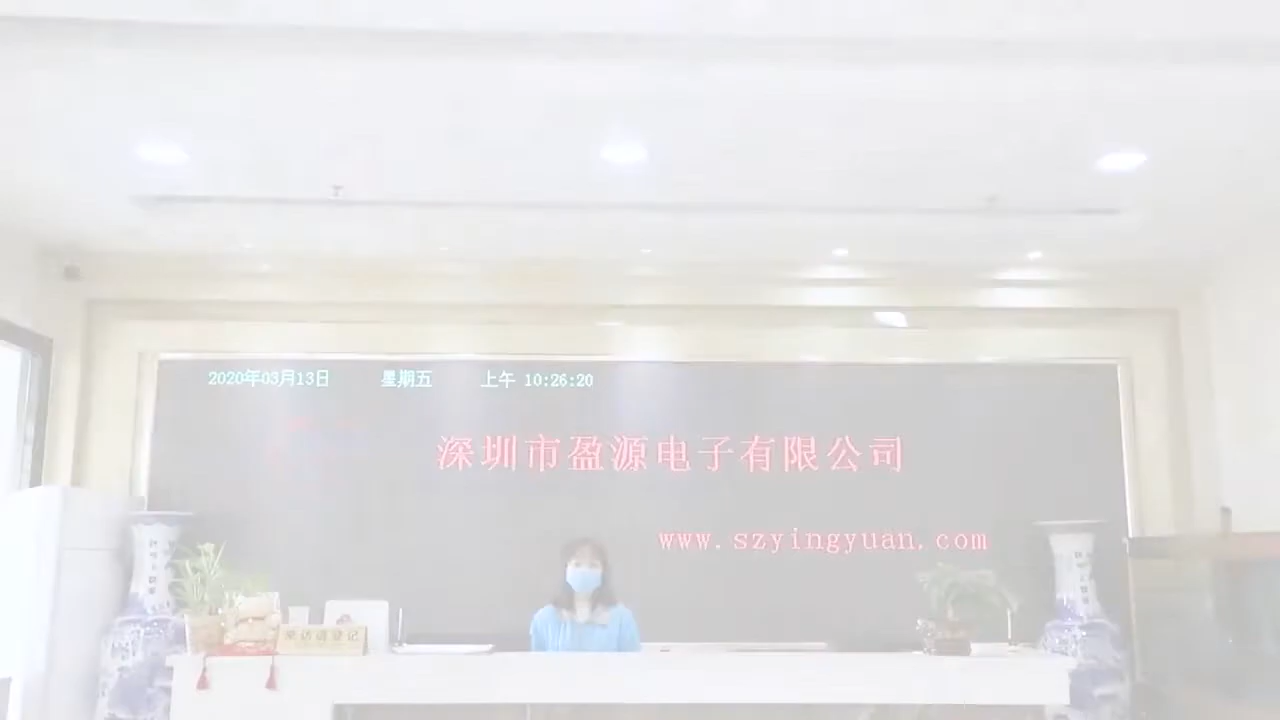 2020年03月13日 星期五 上午 10:26:20
深圳市盈源电子有限公司
www.szyingyuan.com
来访请登记